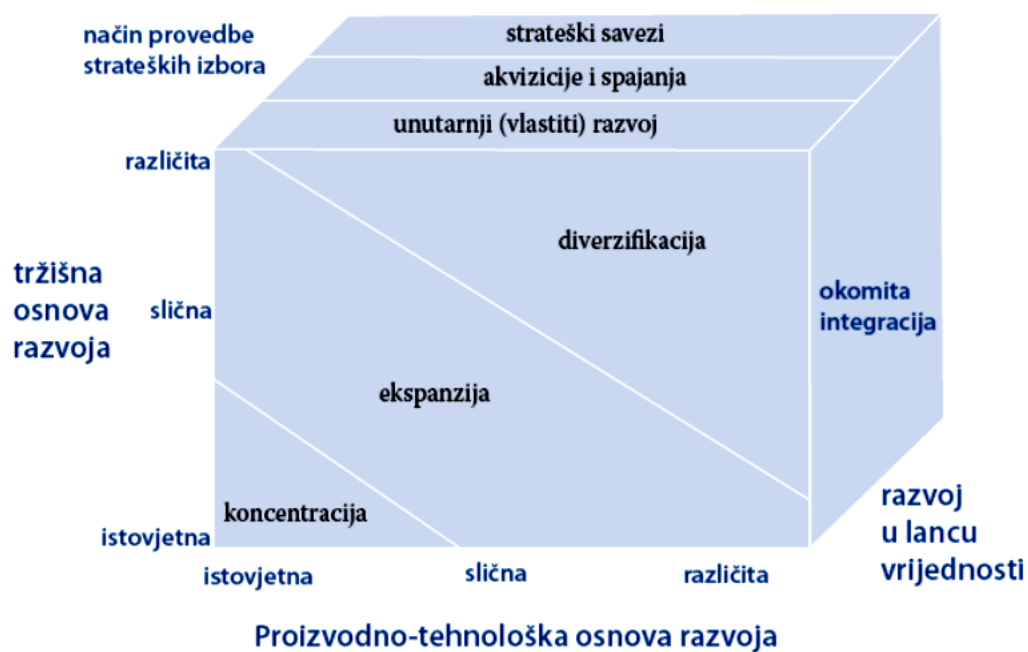 način provedbe
strateških izbora
strateški savezi
akvizicije i spajanja
unutarnji (vlastiti) razvoj
različita
diverzifikacija
tržišna
osnova
razvoja
slična
okomita
integracija
ekspanzija
koncentracija
istovjetna
istovjetna
slična
različita
razvoj
u lancu
vrijednosti
Proizvodno-tehnološka osnova razvoja